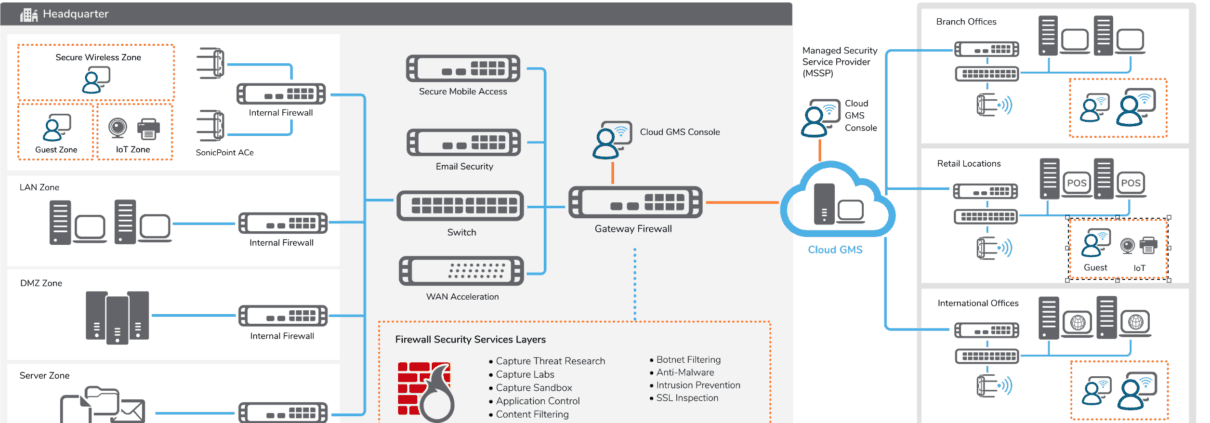 Headquarter
Secure Wireless Zone
Guest Zone
IoT Zone
SonicPoint ACe
Internal Firewall
LAN Zone
Internal Firewall
DMZ Zone
Internal Firewall
Server Zone
Secure Mobile Access
Email Security
Switch
WAN Acceleration
Cloud GMS Console
Gateway Firewall
Firewall Security Services Layers
• Capture Threat Research
• Capture Labs
• Capture Sandbox
• Application Control
• Content Filtering
• Botnet Filtering
• Anti-Malware
• Intrusion Prevention
• SSL Inspection
Managed Security
Service Provider
(MSSP)
Cloud
GMS
Console
Cloud GMS
Branch Offices
Retail Locations
POS
POS
Guest
IoT
International Offices